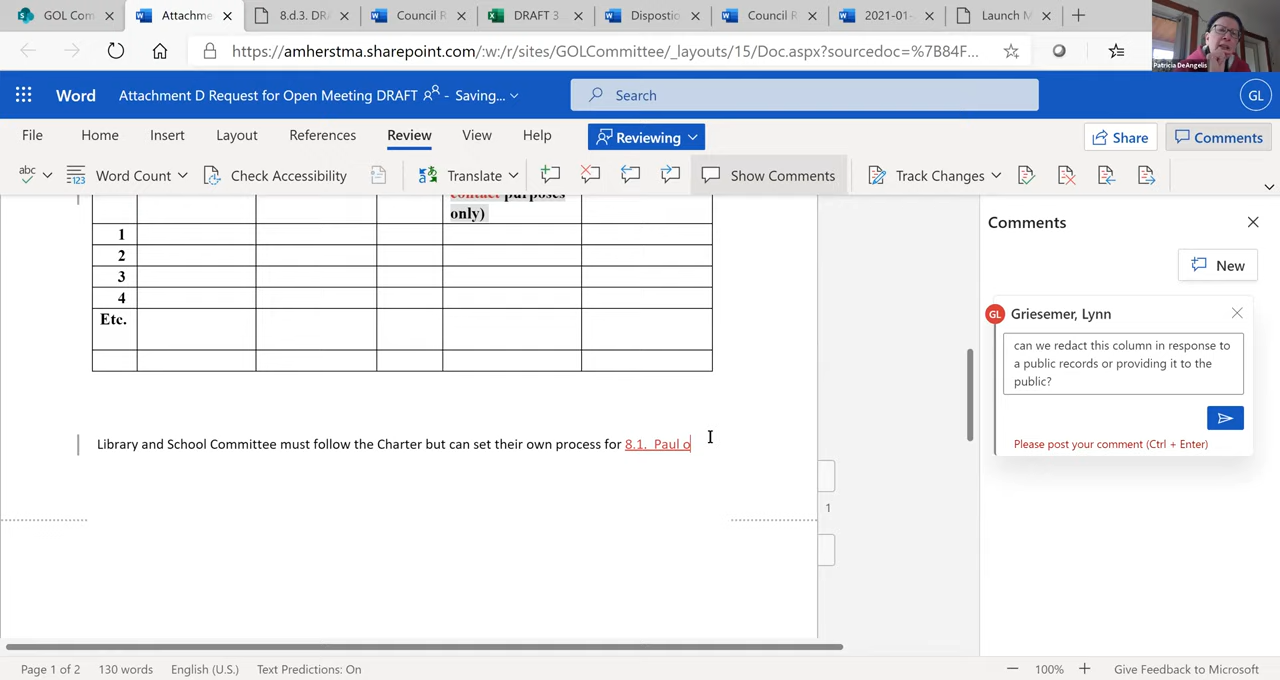 GOL Com
Attachme
8.d.3. DRA
Council R
DRAFT 3
Dispostio
Council R
2021-01-
Launch M
https://amherstma.sharepoint.com/:w:/r/sites/GOLCommittee/_layouts/15/Doc.aspx?sourcedoc=%7B84F...
Patricia DeAngelis
Word
Attachment D Request for Open Meeting DRAFT - Saving...
Search
GL
File
Home
Insert
Layout
References
Review
View
Help
Reviewing
Share
Comments
abc
123
Word Count
Check Accessibility
Translate
Show Comments
Track Changes
contact purposes
only)
1
2
3
4
Etc.
Library and School Committee must follow the Charter but can set their own process for 8.1.  Paul o
1
Comments
New
GL
Griesemer, Lynn
can we redact this column in response to
a public records or providing it to the
public?
Please post your comment (Ctrl + Enter)
Page 1 of 2
130 words
English (U.S.)
Text Predictions: On
100%
Give Feedback to Microsoft